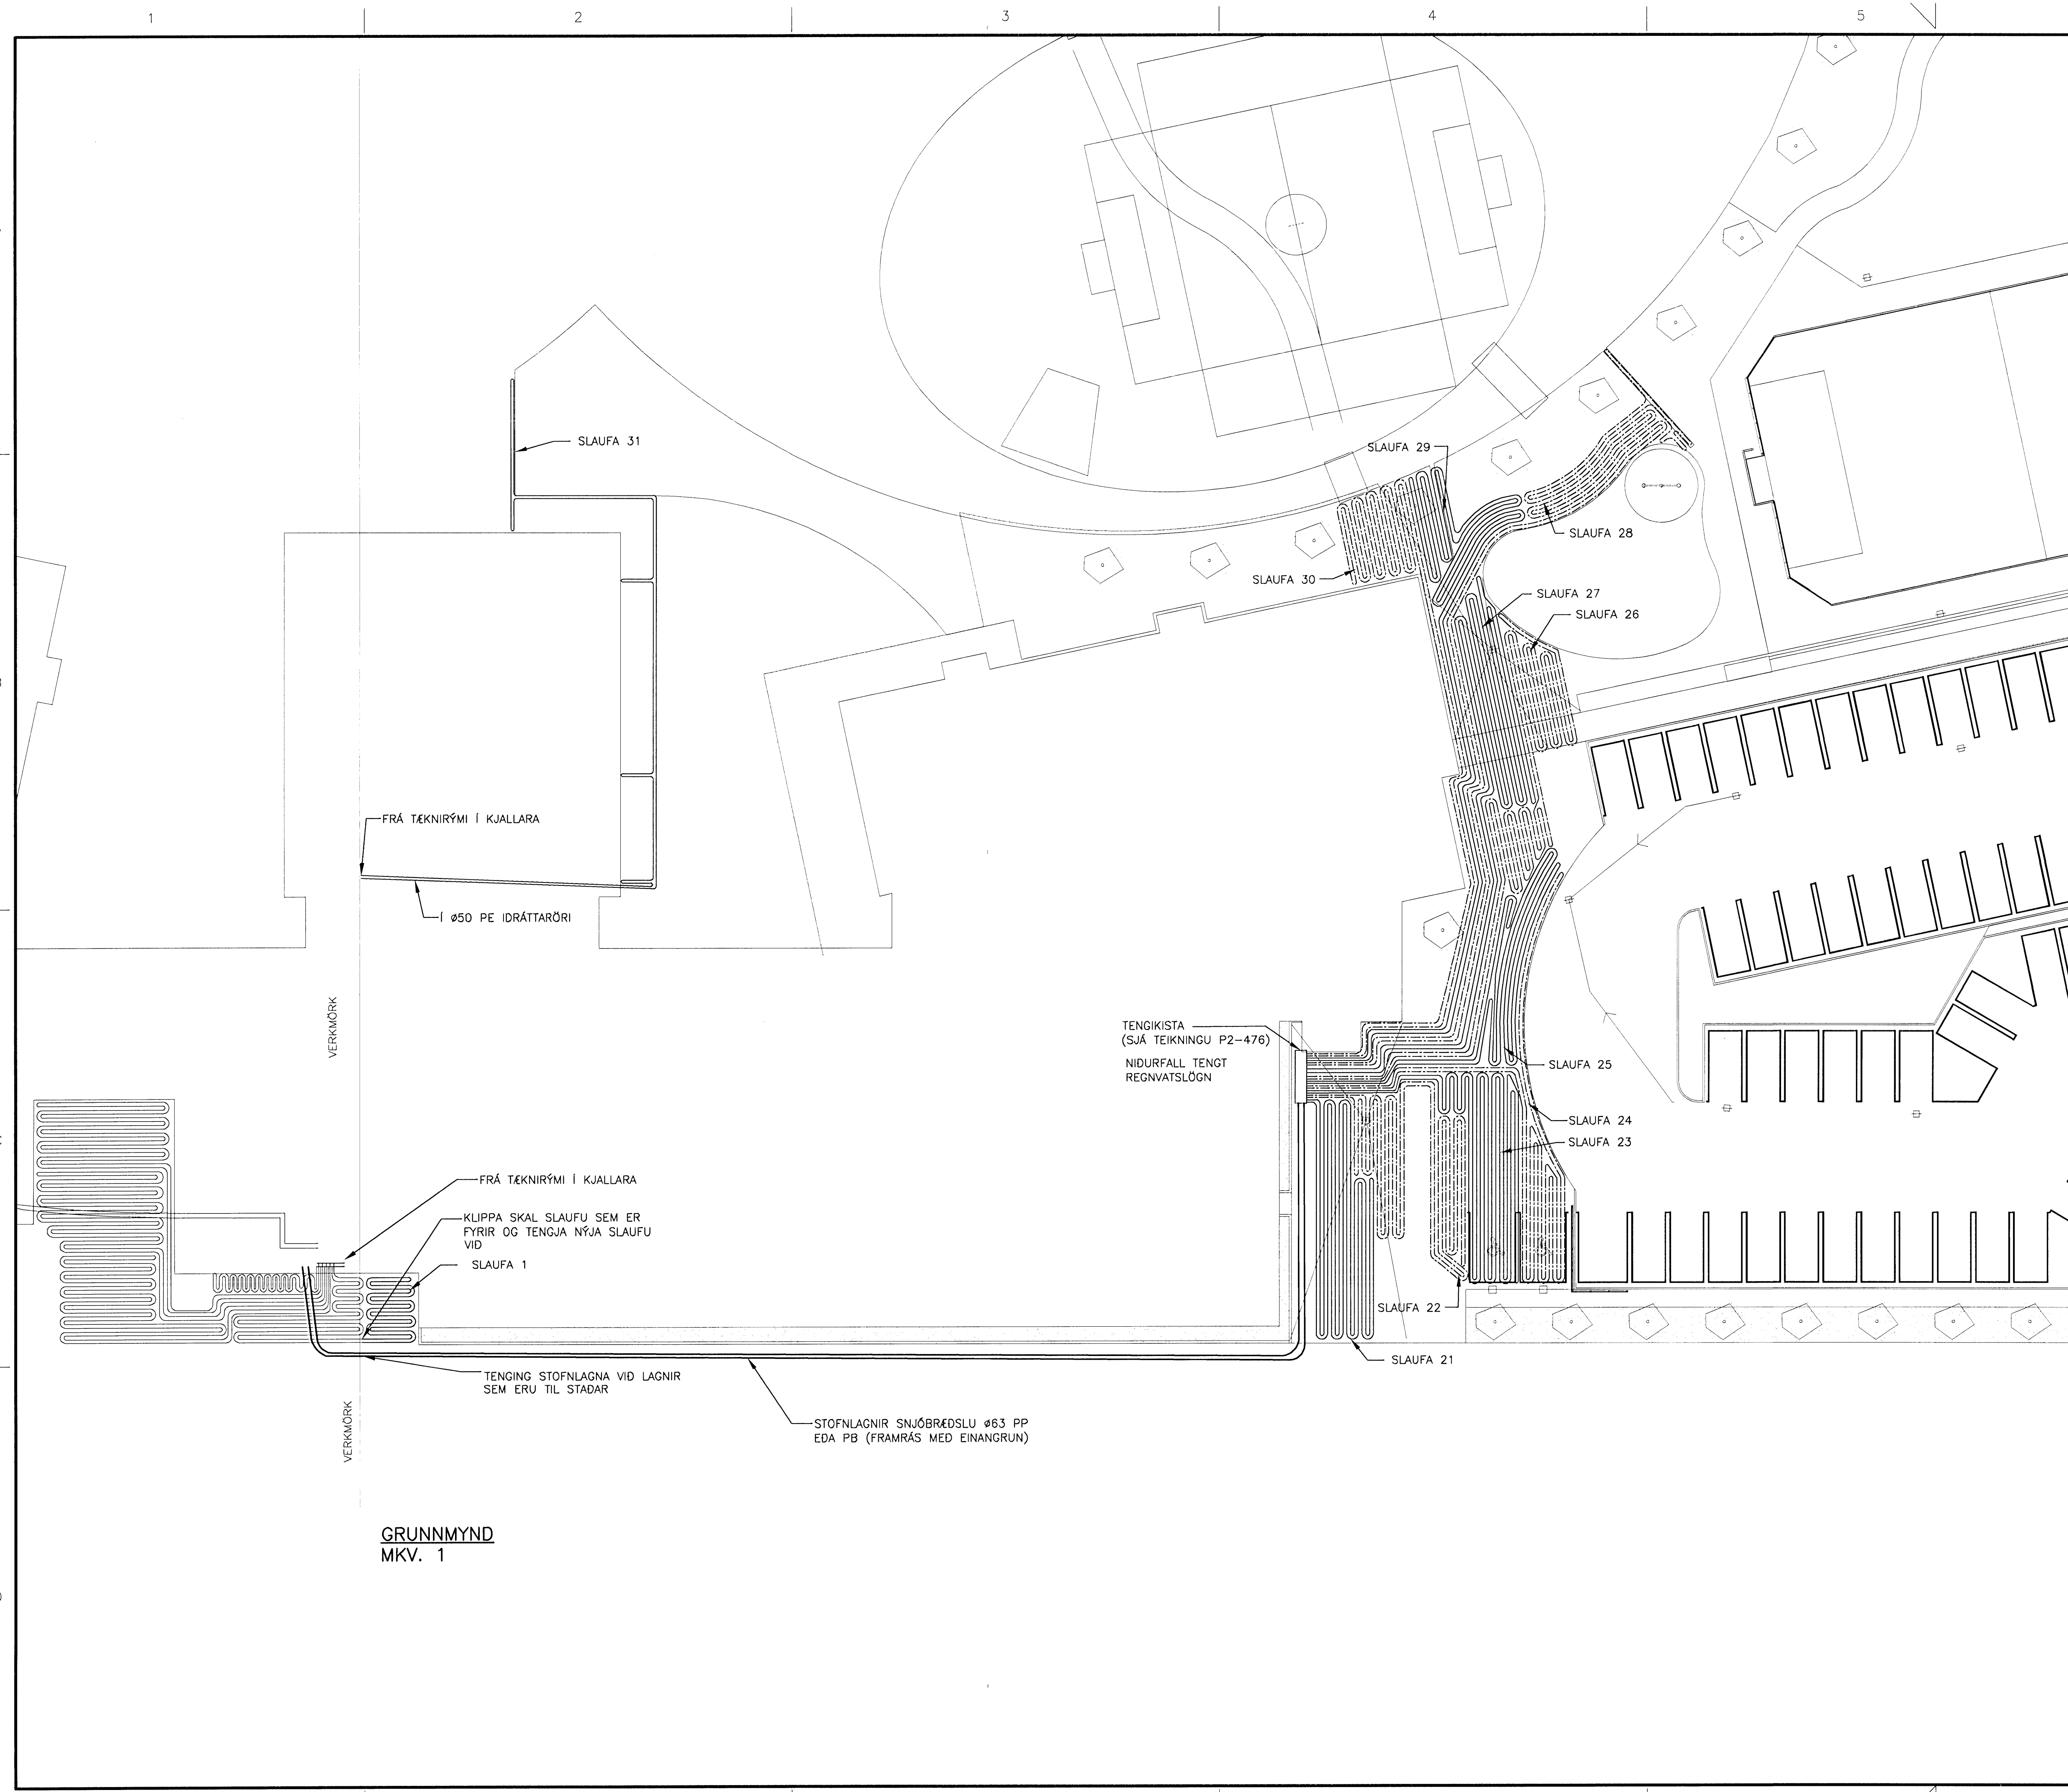 1
2
3
4
5
SLAUFA 31
SLAUFA 29
SLAUFA 28
SLAUFA 30
SLAUFA 27
SLAUFA 26
FRÁ TÆKNIRÝMI Í KJALLARA
Í ø50 PE IDRÁTTARÖRI
VERKMÖRK
TENGIKISTA
(SJÁ TEIKNINGU P2-476)
NIÐURFALL TENGT
REGNVATSLÖGN
SLAUFA 25
SLAUFA 24
SLAUFA 23
FRÁ TÆKNIRÝMI Í KJALLARA
KLIPPA SKAL SLAUFU SEM ER
FYRIR OG TENGJA NÝJA SLAUFU
VIÐ
SLAUFA 1
SLAUFA 22
SLAUFA 21
TENGING STOFNLAGNA VIÐ LAGNIR
SEM ERU TIL STAÐAR
VERKMÖRK
STOFNLAGNIR SNJÓBRÆÐSLU ø63 PP
EÐA PB (FRAMRÁS MEÐ EINANGRUN)
GRUNNMYND
MKV. 1